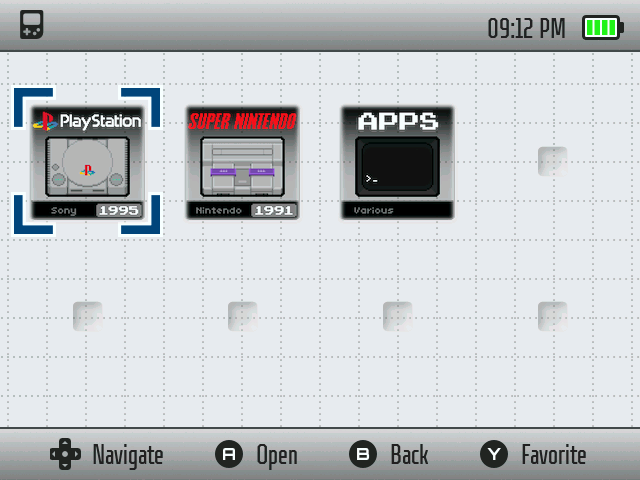 09:12 PM
PlayStation
Sony 1995
SUPER NINTENDO
Nintendo 1991
APPS
>_
Various
Navigate
A Open
B Back
Y Favorite